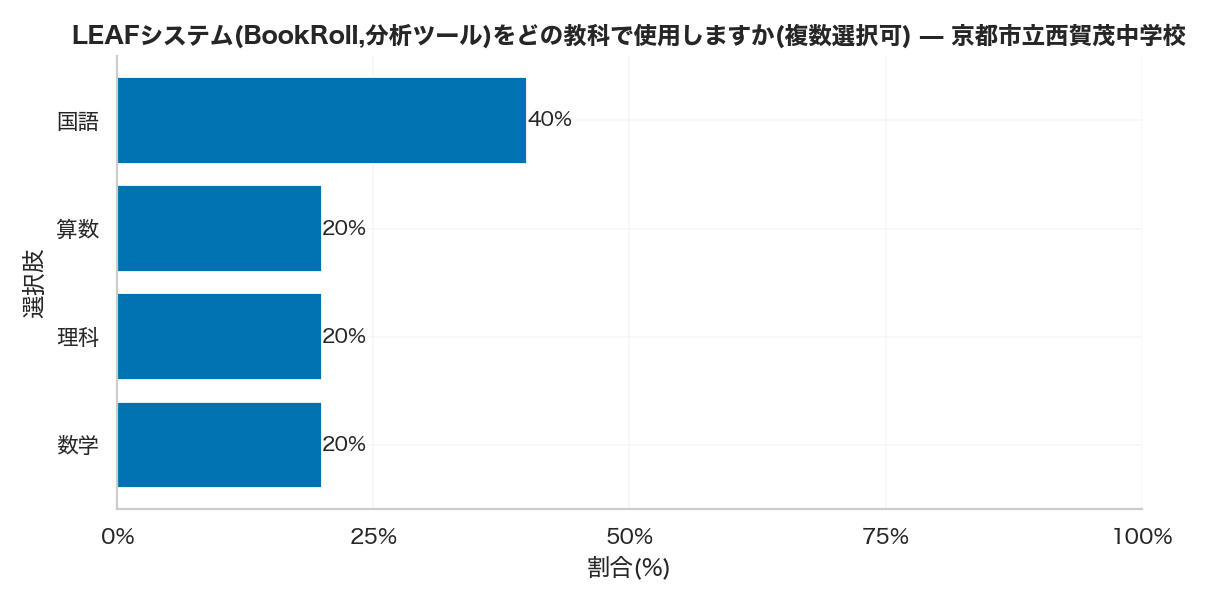 LEAFシステム(BookRoll,分析ツール)をどの教科で使用しますか(複数選択可) — 京都市立西賀茂中学校
選択肢
国語 40%
算数 20%
理科 20%
数学 20%
0% 25% 50% 75% 100%
割合(%)